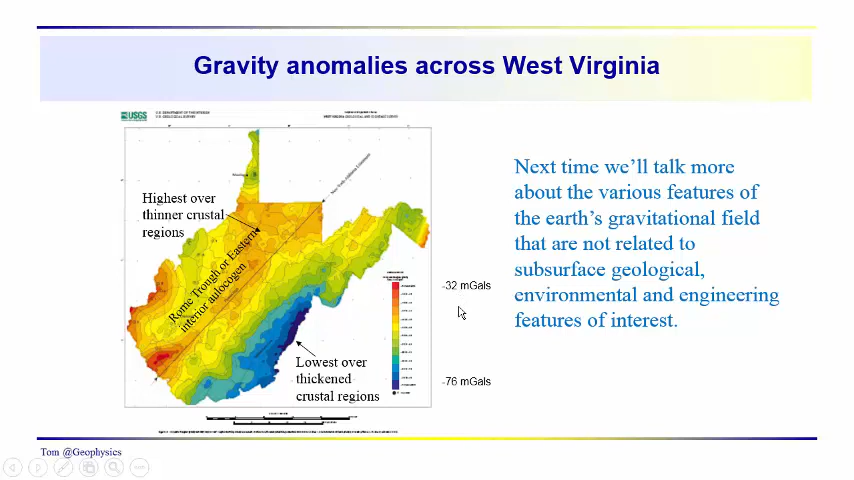 Gravity anomalies across West Virginia
USGS
Highest over
thinner crustal
regions
Rome Trough or Eastern
interior aulocogen
Lowest over
thickened
crustal regions
-32 mGals
-76 mGals
Next time we’ll talk more
about the various features of
the earth’s gravitational field
that are not related to
subsurface geological,
environmental and engineering
features of interest.
Tom @Geophysics